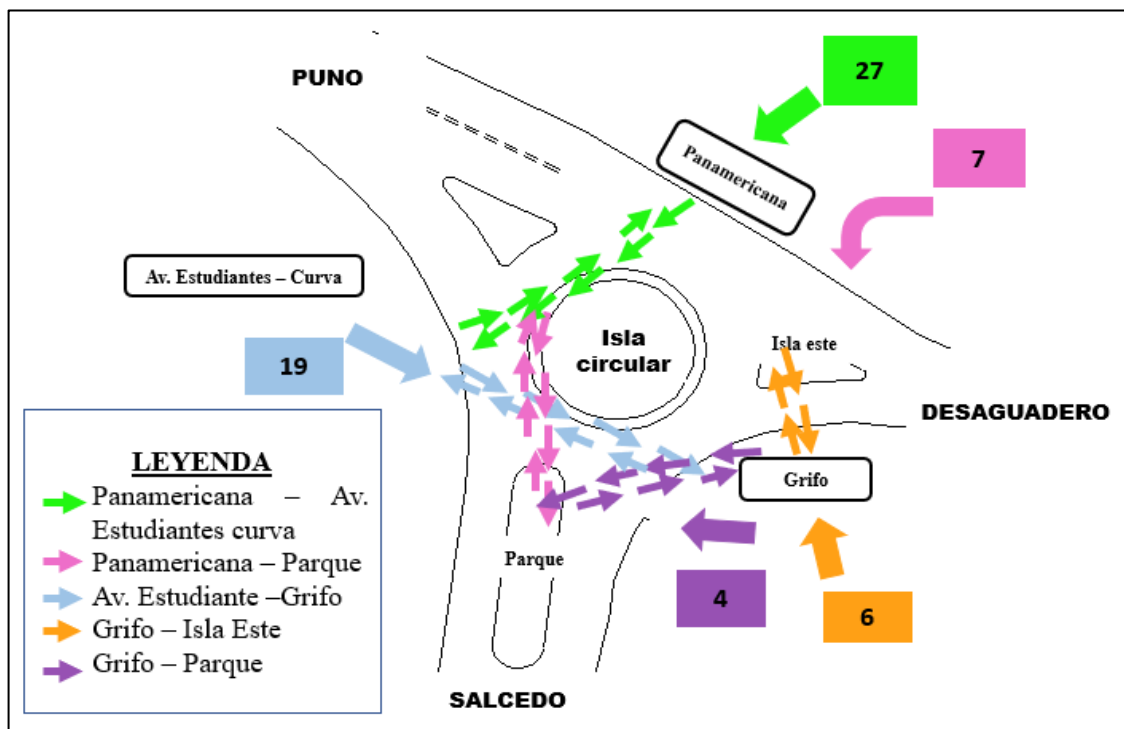 PUNO
27
7
Panamericana
Av. Estudiantes – Curva
Isla
circular
Isla este
19
DESAGUADERO
LEYENDA
Panamericana – Av.
Estudiantes curva
Panamericana – Parque
Av. Estudiante –Grifo
Grifo – Isla Este
Grifo – Parque
Grifo
Parque
4
6
SALCEDO